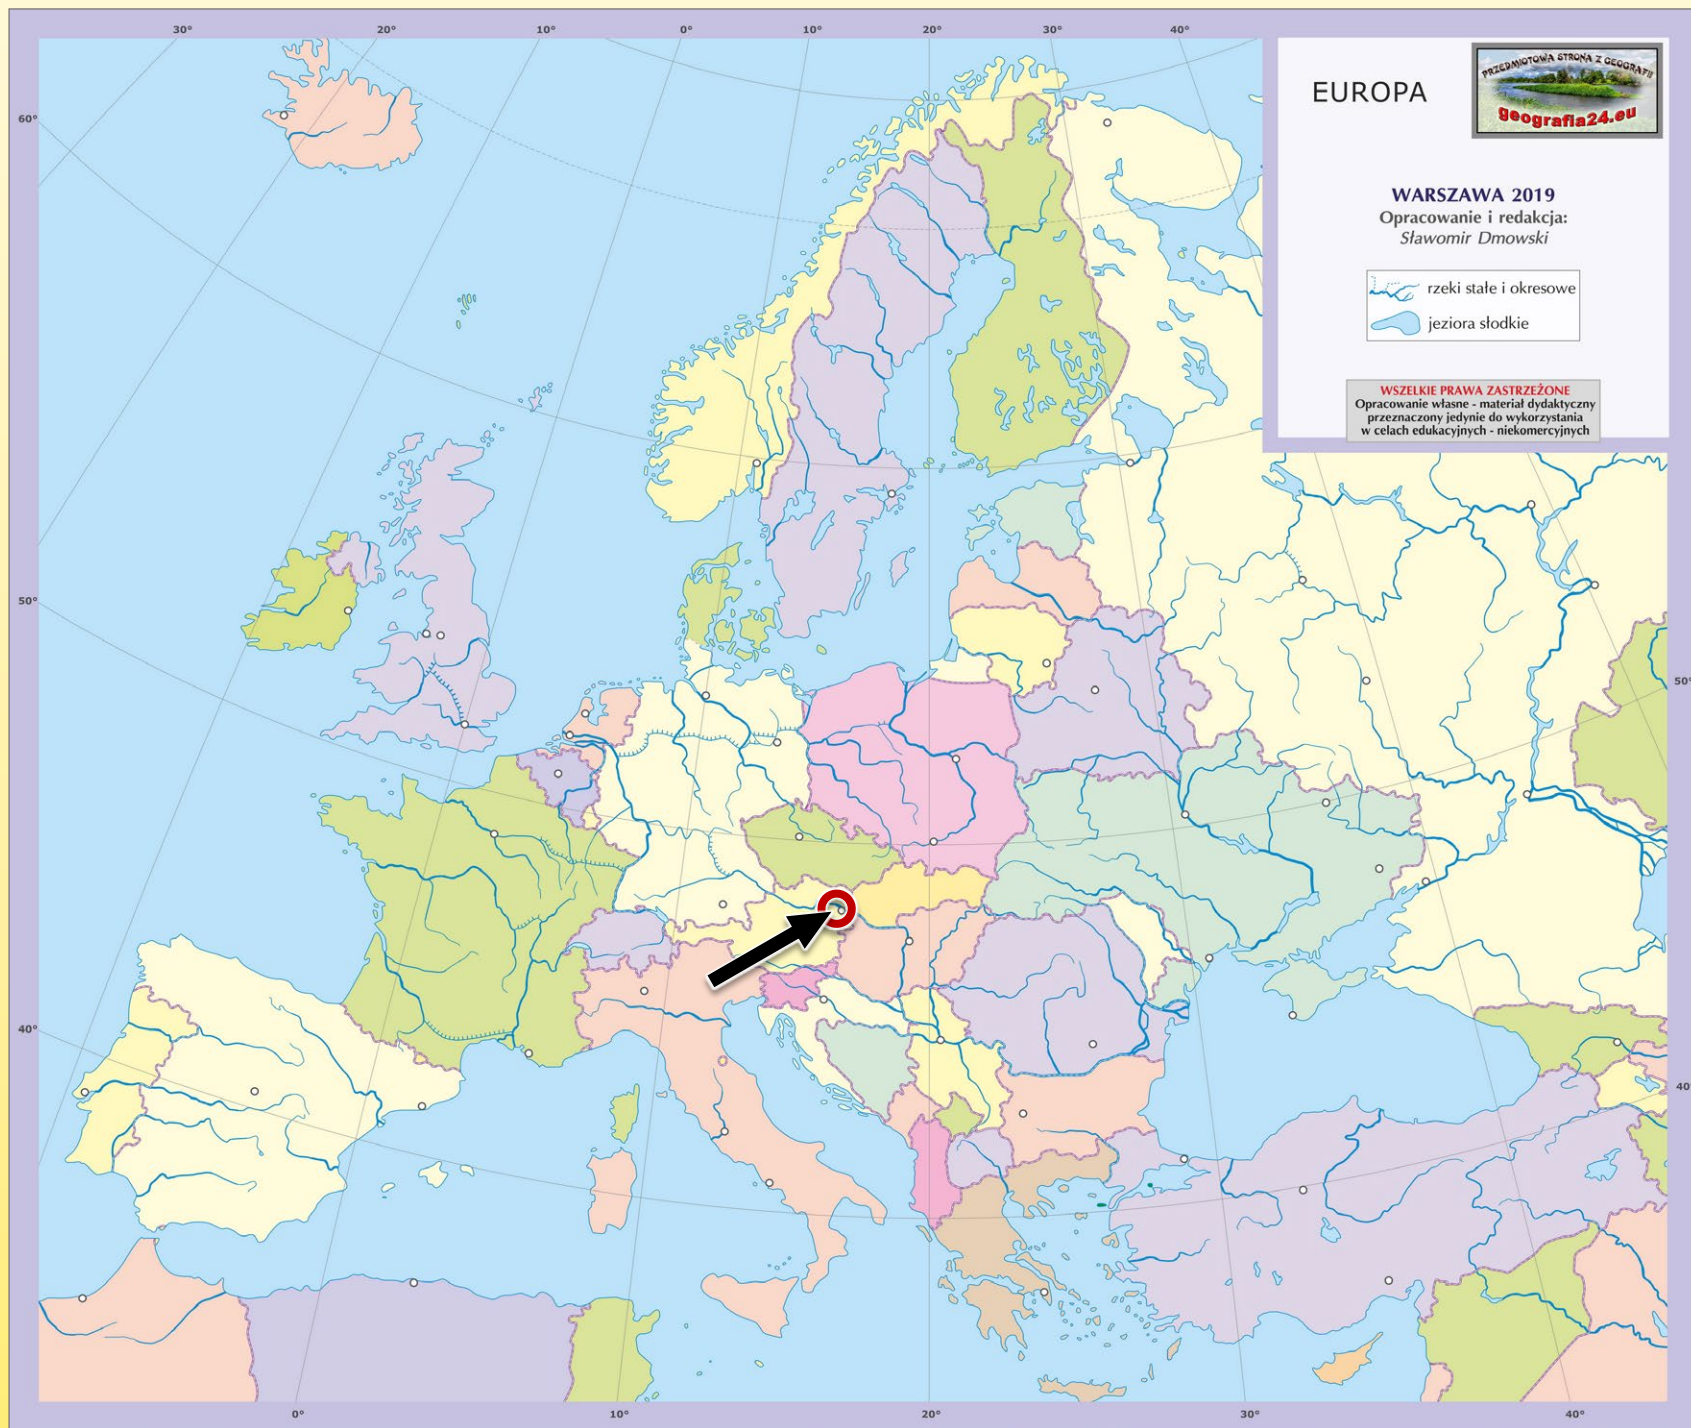 30° 20° 10° 0° 10° 20° 30° 40°
EUROPA
PRZEDMIOTOWA STRONA Z GEOGRAFII
geografia24.eu
60°
WARSZAWA 2019
Opracowanie i redakcja:
Sławomir Dmowski
rzeki stałe i okresowe
jeziora słodkie
WSZELKIE PRAWA ZASTRZEŻONE
Opracowanie własne - materiał dydaktyczny
przeznaczony jedynie do wykorzystania
w celach edukacyjnych - niekomercyjnych
50°
50°
40°
40°
0° 10° 20° 30° 40°